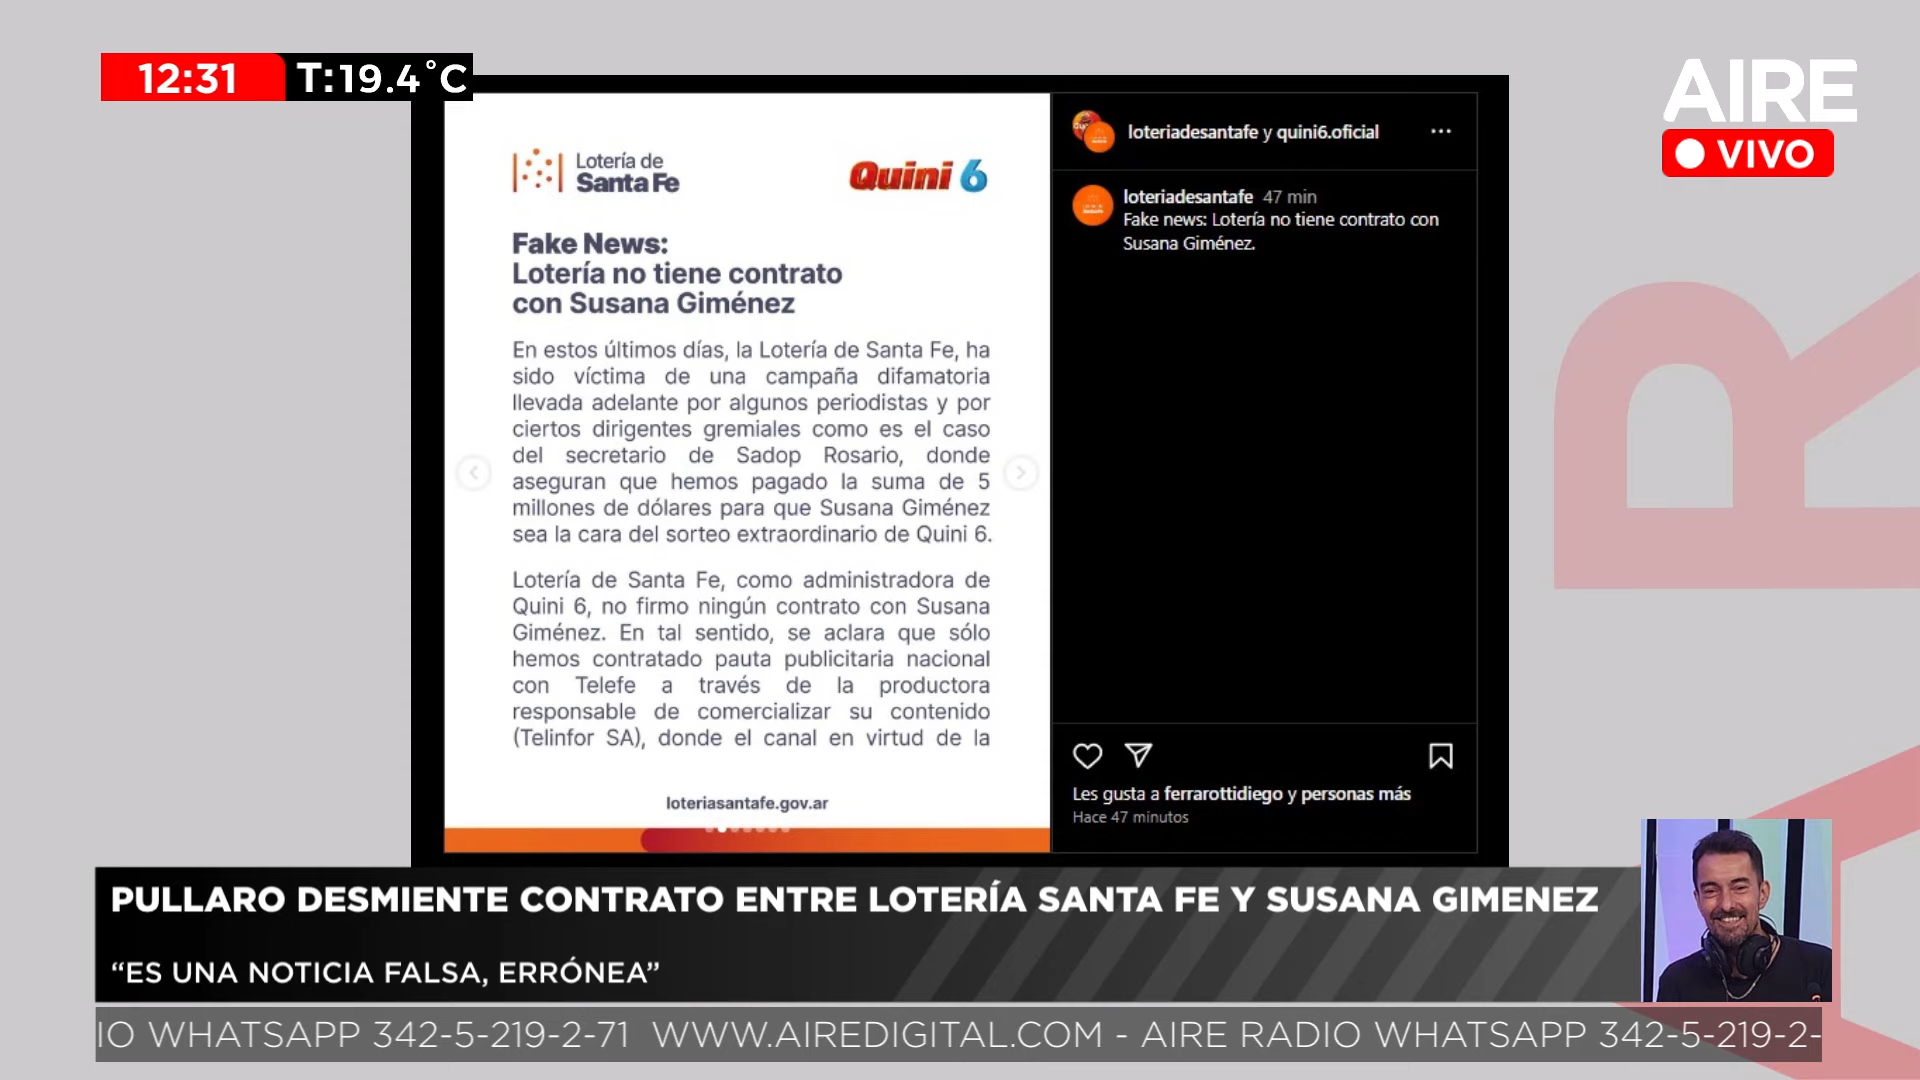 12:31 T:19.4°C
AIRE
VIVO
Lotería de
Santa Fe
Quini 6
Fake News:
Lotería no tiene contrato
con Susana Giménez
En estos últimos días, la Lotería de Santa Fe, ha
sido víctima de una campaña difamatoria
llevada adelante por algunos periodistas y por
ciertos dirigentes gremiales como es el caso
del secretario de Sadop Rosario, donde
aseguran que hemos pagado la suma de 5
millones de dólares para que Susana Giménez
sea la cara del sorteo extraordinario de Quini 6.
Lotería de Santa Fe, como administradora de
Quini 6, no firmo ningún contrato con Susana
Giménez. En tal sentido, se aclara que sólo
hemos contratado pauta publicitaria nacional
con Telefe a través de la productora
responsable de comercializar su contenido
(Telinfor SA), donde el canal en virtud de la
loteriasantafe.gov.ar
loteriadesantafe y quini6.oficial
loteriadesantafe 47 min
Fake news: Lotería no tiene contrato con
Susana Giménez.
Les gusta a ferrarottidiego y personas más
Hace 47 minutos
PULLARO DESMIENTE CONTRATO ENTRE LOTERÍA SANTA FE Y SUSANA GIMENEZ
“ES UNA NOTICIA FALSA, ERRÓNEA”
IO WHATSAPP 342-5-219-2-71 WWW.AIREDIGITAL.COM - AIRE RADIO WHATSAPP 342-5-219-2-